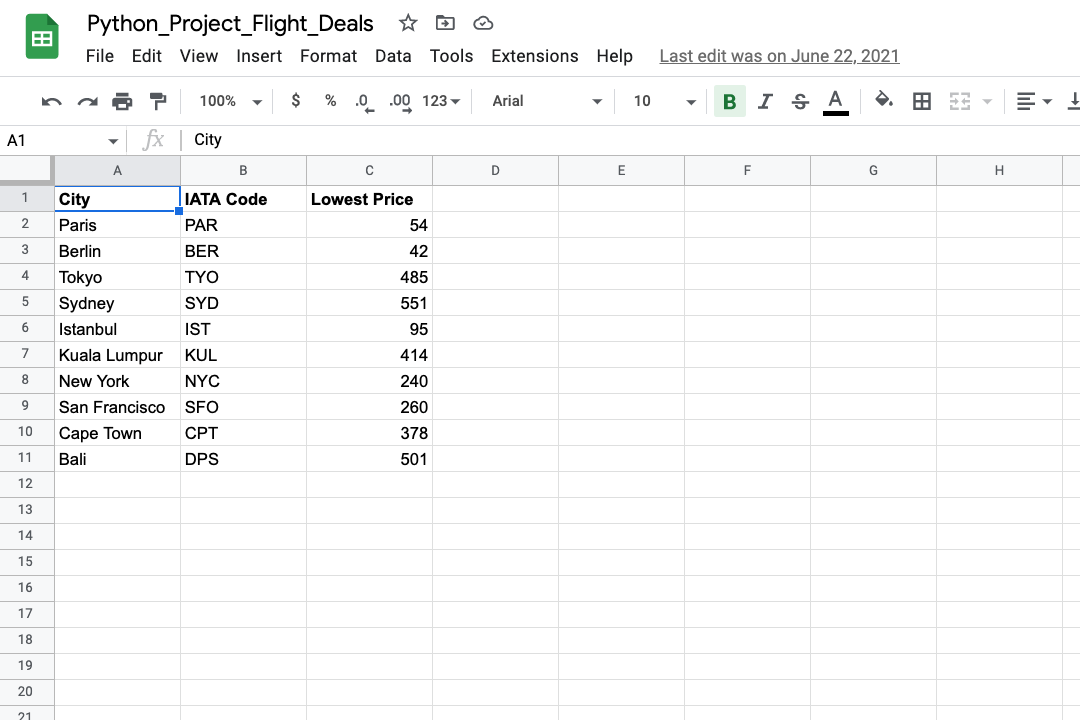 Python_Project_Flight_Deals
File Edit View Insert Format Data Tools Extensions Help Last edit was on June 22, 2021
100% $ % .0 .00 123 Arial 10 B I S A
A1 fx City
A B C D E F G H
1 City IATA Code Lowest Price
2 Paris PAR 54
3 Berlin BER 42
4 Tokyo TYO 485
5 Sydney SYD 551
6 Istanbul IST 95
7 Kuala Lumpur KUL 414
8 New York NYC 240
9 San Francisco SFO 260
10 Cape Town CPT 378
11 Bali DPS 501
12
13
14
15
16
17
18
19
20
21